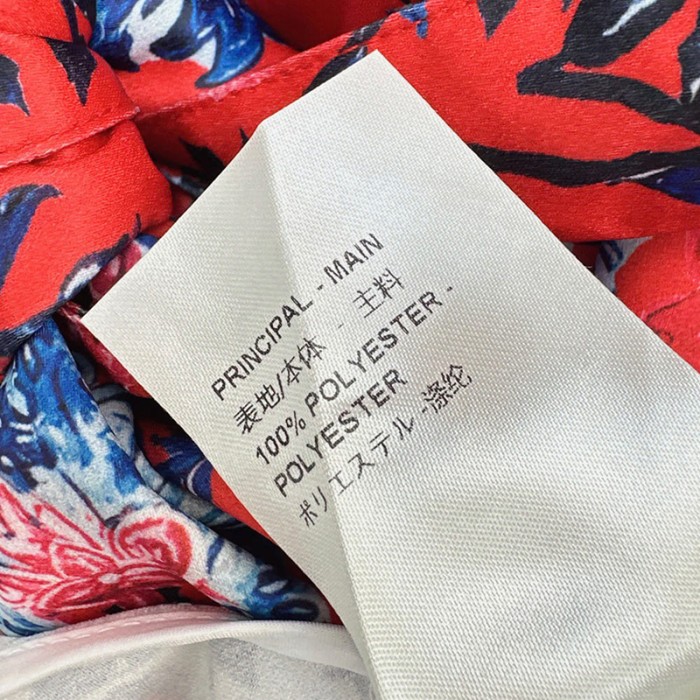 PRINCIPAL - MAIN
表地/本体 - 主料
100% POLYESTER -
POLYESTER
ポリエステル -涤纶